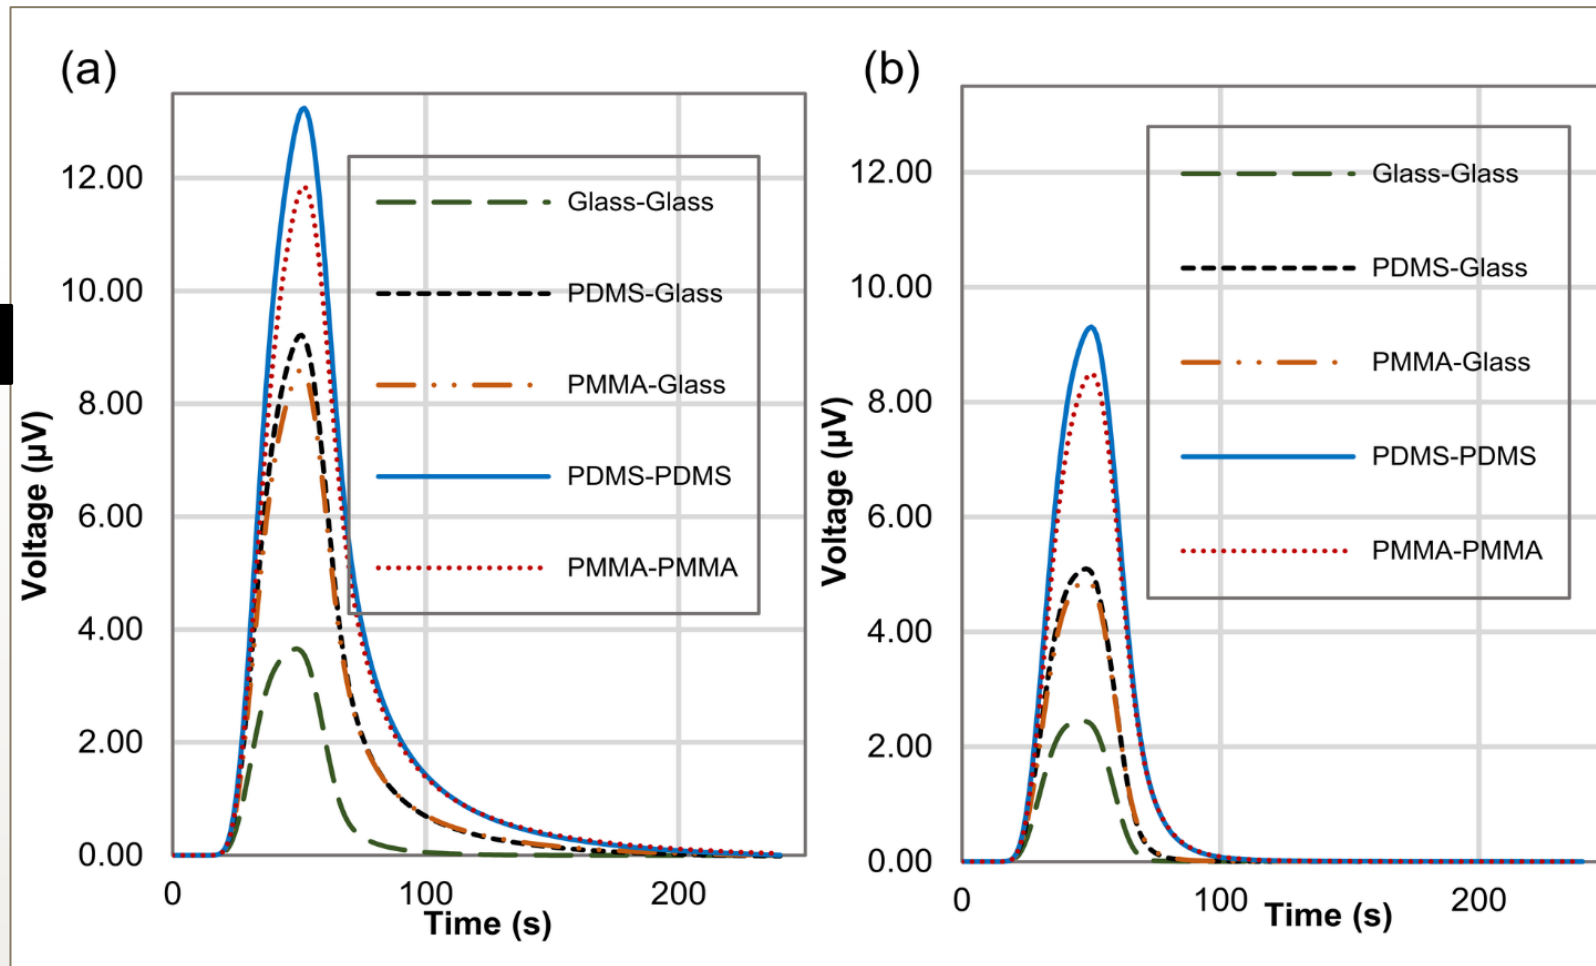 (a)
12.00
10.00
8.00
6.00
4.00
2.00
0.00
0
100
200
Voltage (µV)
Time (s)
Glass-Glass
PDMS-Glass
PMMA-Glass
PDMS-PDMS
PMMA-PMMA
(b)
12.00
10.00
8.00
6.00
4.00
2.00
0.00
0
100
200
Voltage (µV)
Time (s)
Glass-Glass
PDMS-Glass
PMMA-Glass
PDMS-PDMS
PMMA-PMMA